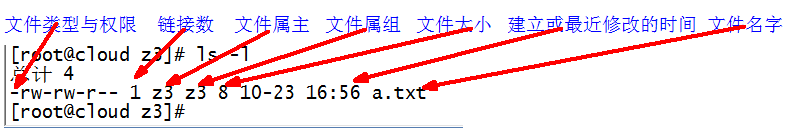 文件类型与权限 链接数 文件属主 文件属组 文件大小 建立或最近修改的时间 文件名字
[root@cloud z3]# ls -l
总计 4
-rw-rw-r-- 1 z3 z3 8 10-23 16:56 a.txt
[root@cloud z3]#